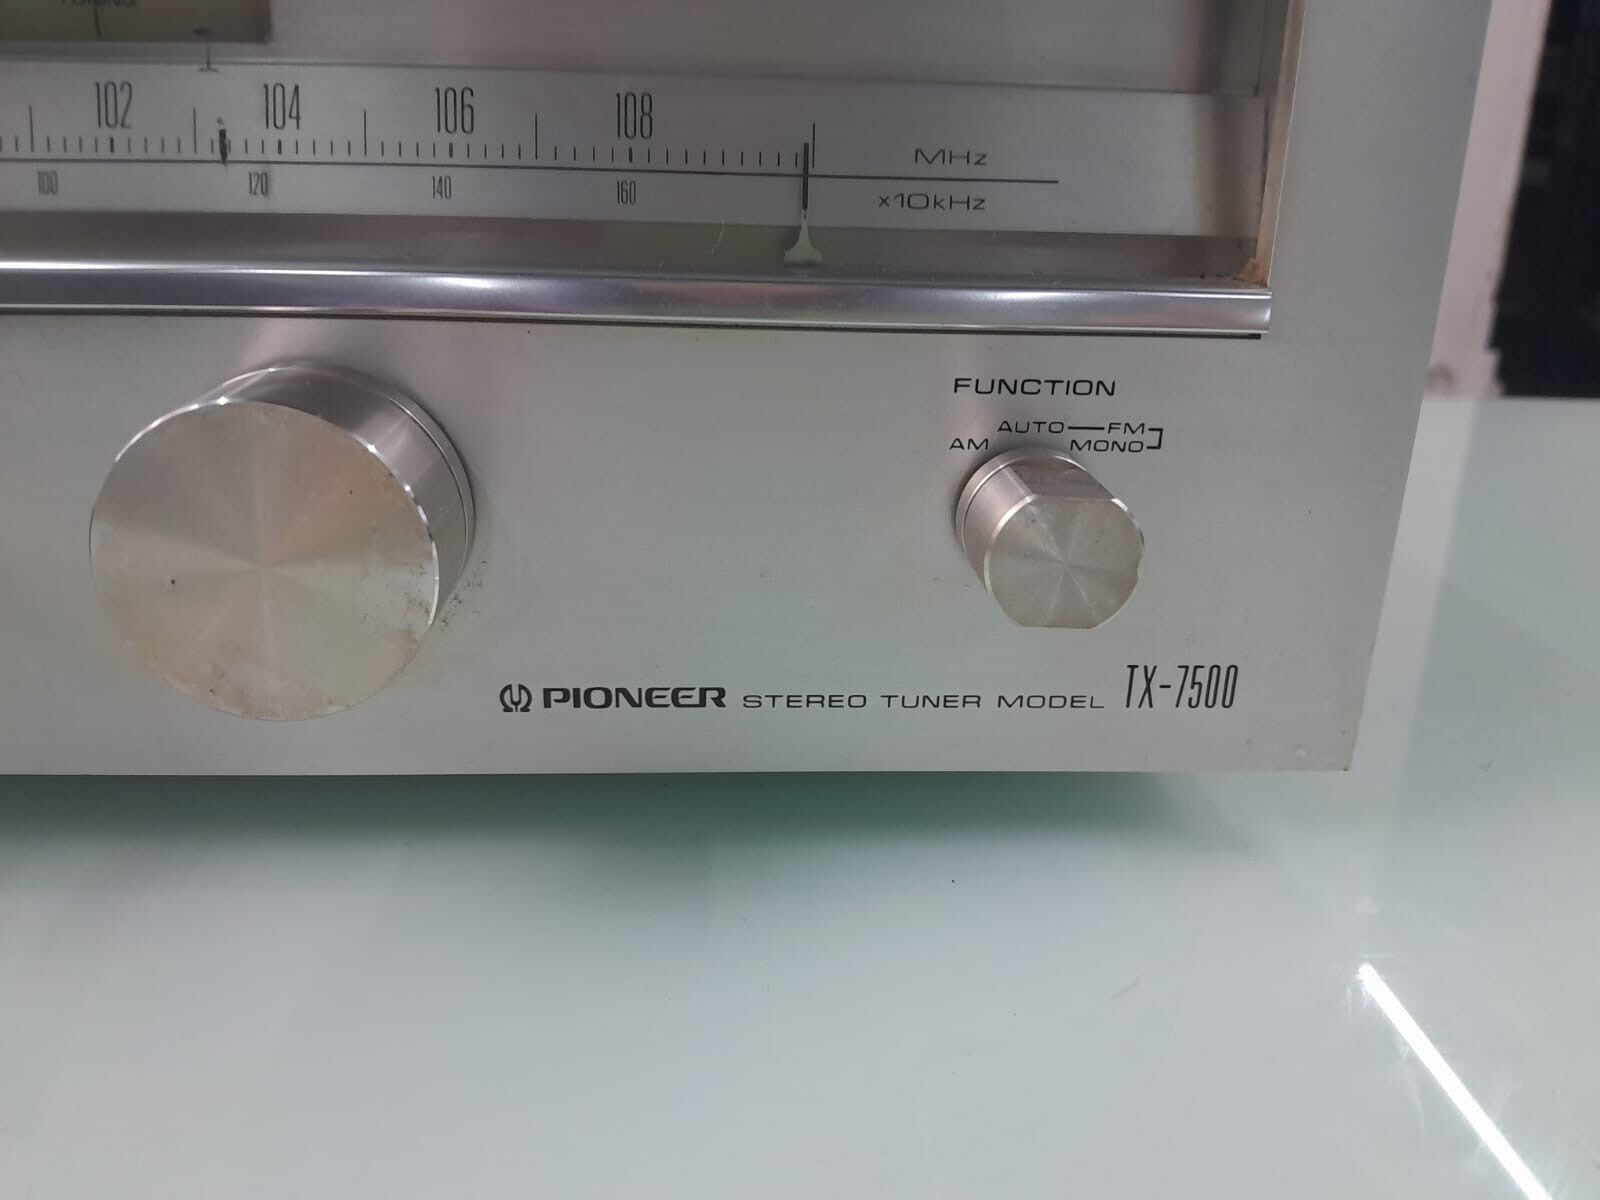 TUNING
102 104 106 108
MHz
100 120 140 160
x10kHz
FUNCTION
AUTO FM
AM MONO
PIONEER STEREO TUNER MODEL TX-7500